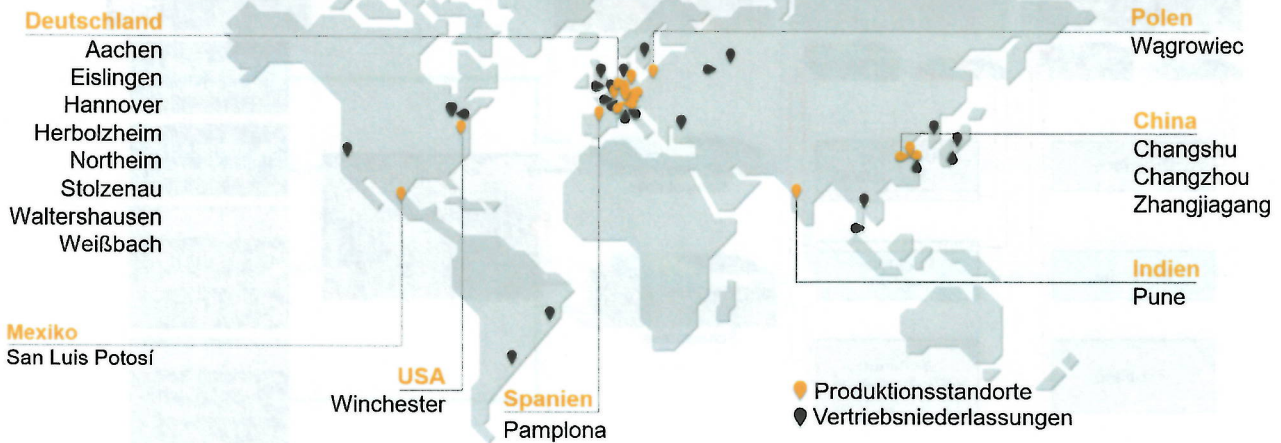 Deutschland
Aachen
Eislingen
Hannover
Herbolzheim
Northeim
Stolzenau
Waltershausen
Weißbach
Mexiko
San Luis Potosí
USA
Winchester
Spanien
Pamplona
Polen
Wągrowiec
China
Changshu
Changzhou
Zhangjiagang
Indien
Pune
Produktionsstandorte
Vertriebsniederlassungen